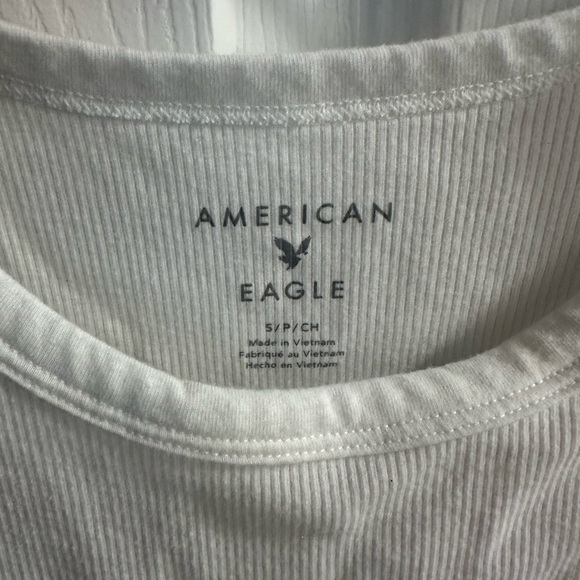 AMERICAN
EAGLE
S/P/CH
Made in Vietnam
Fabriqué au Vietnam
Hecho en Vietnam